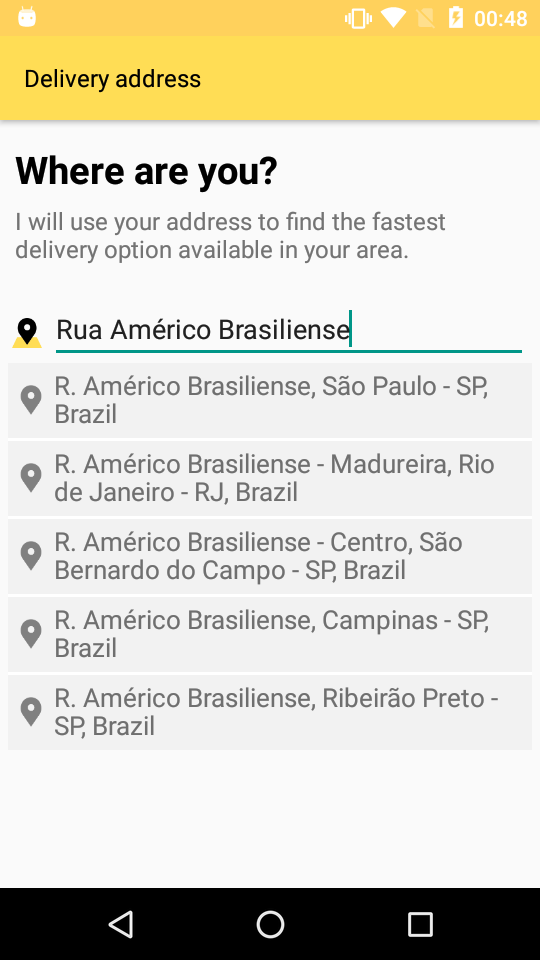 00:48
Delivery address
Where are you?
I will use your address to find the fastest
delivery option available in your area.
Rua Américo Brasiliense
R. Américo Brasiliense, São Paulo - SP,
Brazil
R. Américo Brasiliense - Madureira, Rio
de Janeiro - RJ, Brazil
R. Américo Brasiliense - Centro, São
Bernardo do Campo - SP, Brazil
R. Américo Brasiliense, Campinas - SP,
Brazil
R. Américo Brasiliense, Ribeirão Preto -
SP, Brazil